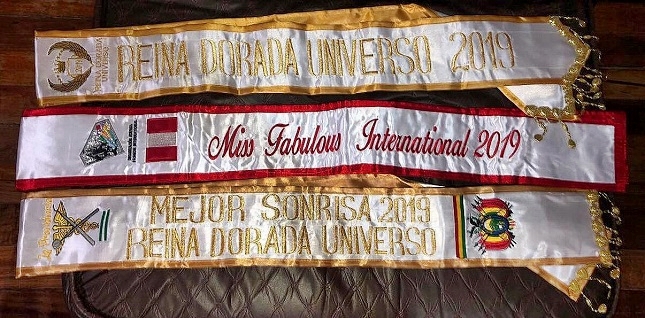 REINA DORADA UNIVERSO 2019
Miss Fabulous International 2019
MEJOR SONRISA 2019
REINA DORADA UNIVERSO